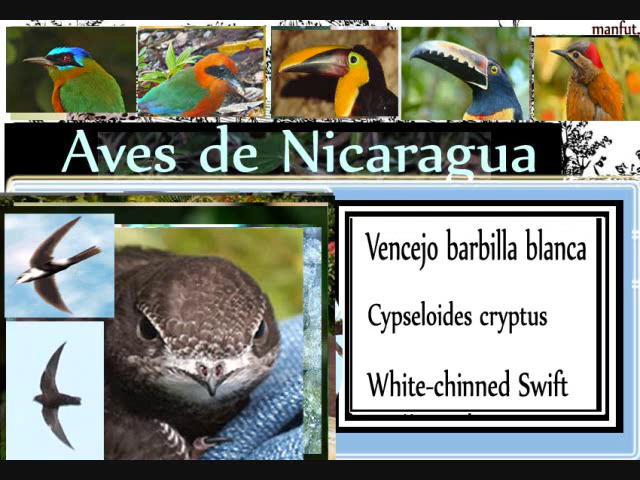 manfut.
Aves de Nicaragua
Vencejo barbilla blanca
Cypseloides cryptus
White-chinned Swift